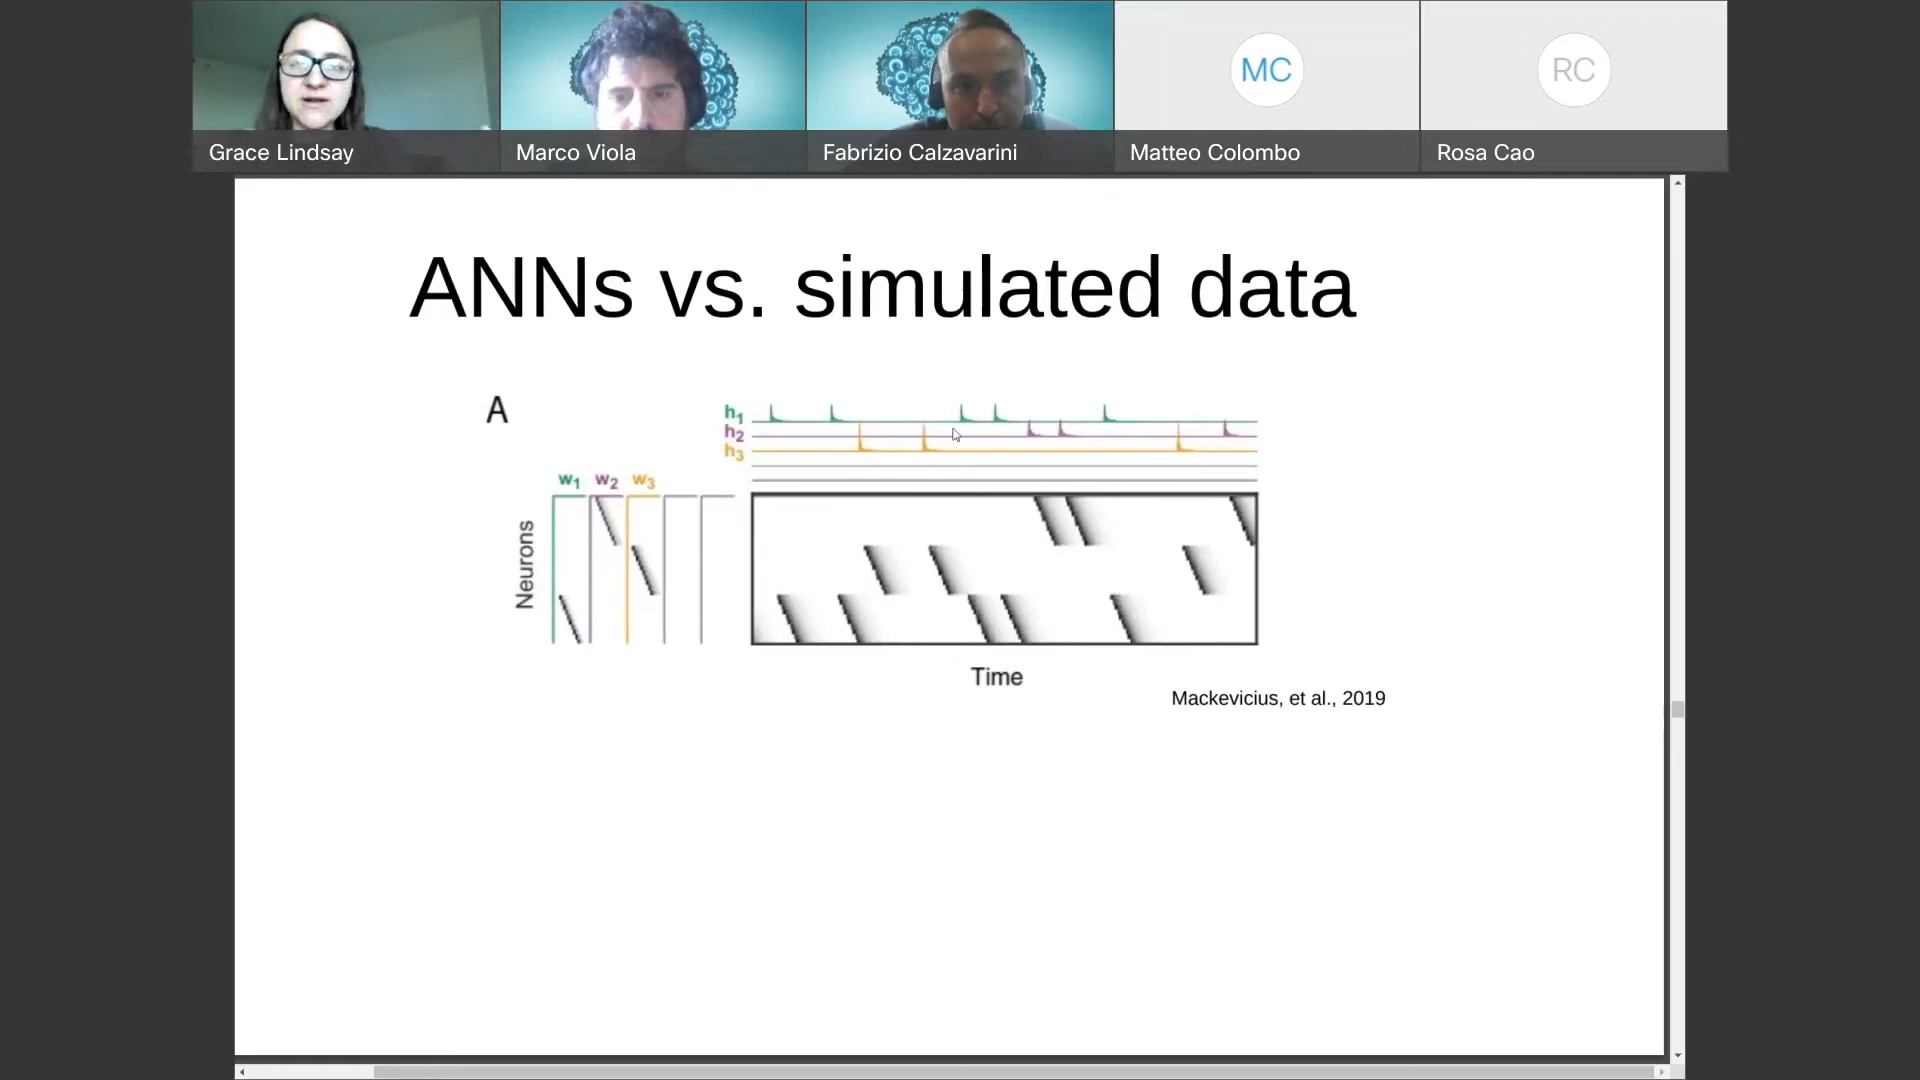 MC
RC
Grace Lindsay
Marco Viola
Fabrizio Calzavarini
Matteo Colombo
Rosa Cao
ANNs vs. simulated data
A
h1
h2
h3
w1 w2 w3
Neurons
Time
Mackevicius, et al., 2019